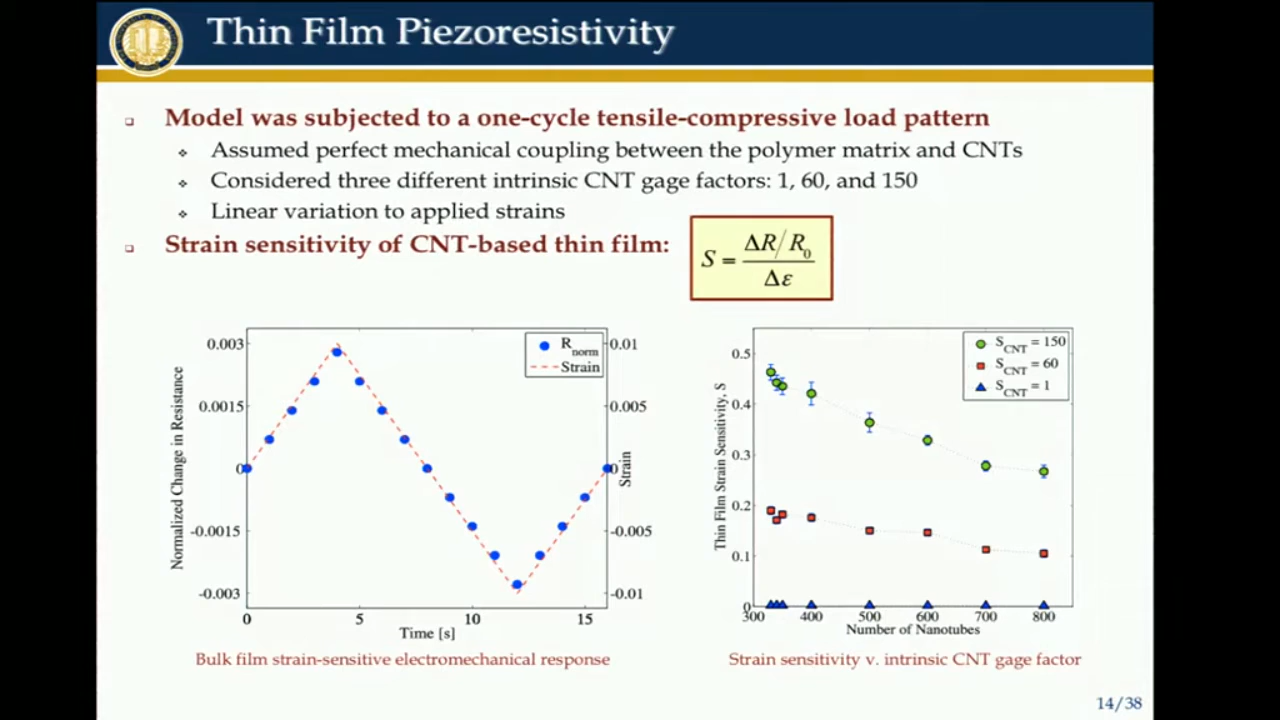 Thin Film Piezoresistivity
Model was subjected to a one-cycle tensile-compressive load pattern
Assumed perfect mechanical coupling between the polymer matrix and CNTs
Considered three different intrinsic CNT gage factors: 1, 60, and 150
Linear variation to applied strains
Strain sensitivity of CNT-based thin film:
S = ΔR/R₀ / Δε
Normalized Change in Resistance
0.003
0.0015
0
-0.0015
-0.003
R norm
Strain
0.01
0.005
0
-0.005
-0.01
Strain
0 5 10 15
Time [s]
Bulk film strain-sensitive electromechanical response
Thin Film Strain Sensitivity, S
0.5
0.4
0.3
0.2
0.1
0
S CNT = 150
S CNT = 60
S CNT = 1
300 400 500 600 700 800
Number of Nanotubes
Strain sensitivity v. intrinsic CNT gage factor
14/38